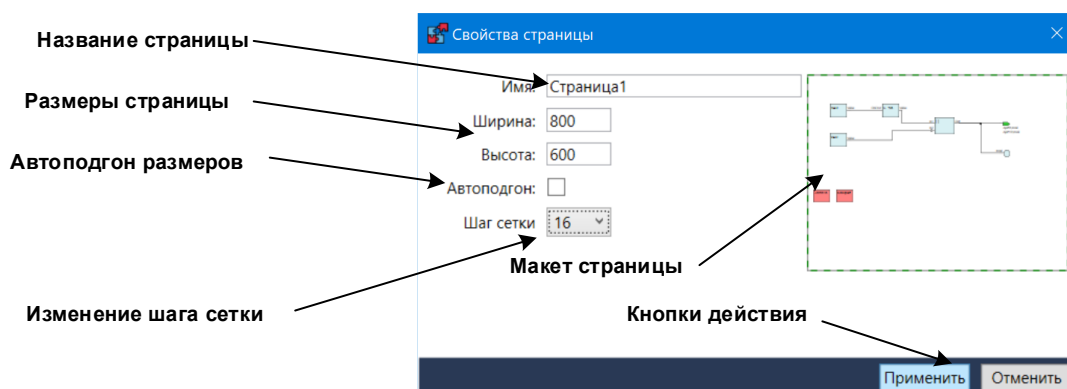 Название страницы
Свойства страницы
Имя: Страница1
Размеры страницы
Ширина: 800
Высота: 600
Автоподгон размеров
Автоподгон:
Шаг сетки 16
Макет страницы
Изменение шага сетки
Кнопки действия
Применить Отменить